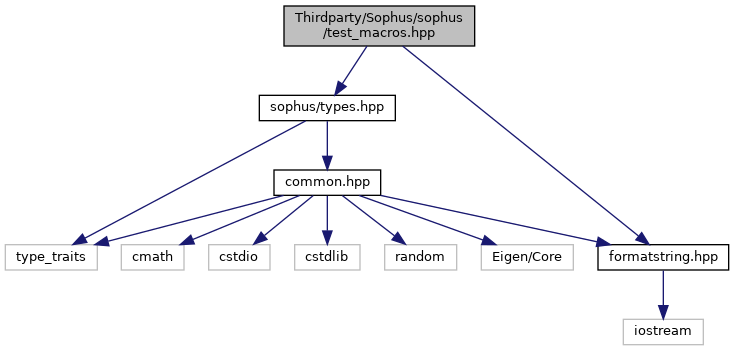 Thirdparty/Sophus/sophus
/test_macros.hpp
sophus/types.hpp
common.hpp
type_traits
cmath
cstdio
cstdlib
random
Eigen/Core
formatstring.hpp
iostream